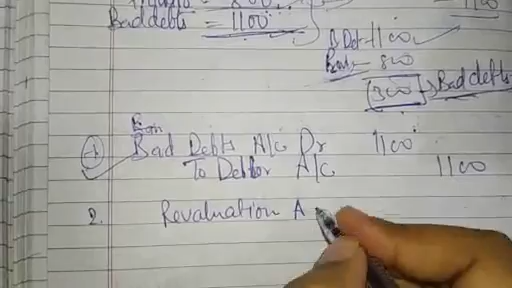 Bad debts = 1100
Debt - 1100
800
300 → Bad debts
1 Bad Debts A/c Dr 1100
To Debtor A/c 1100
2. Revaluation A